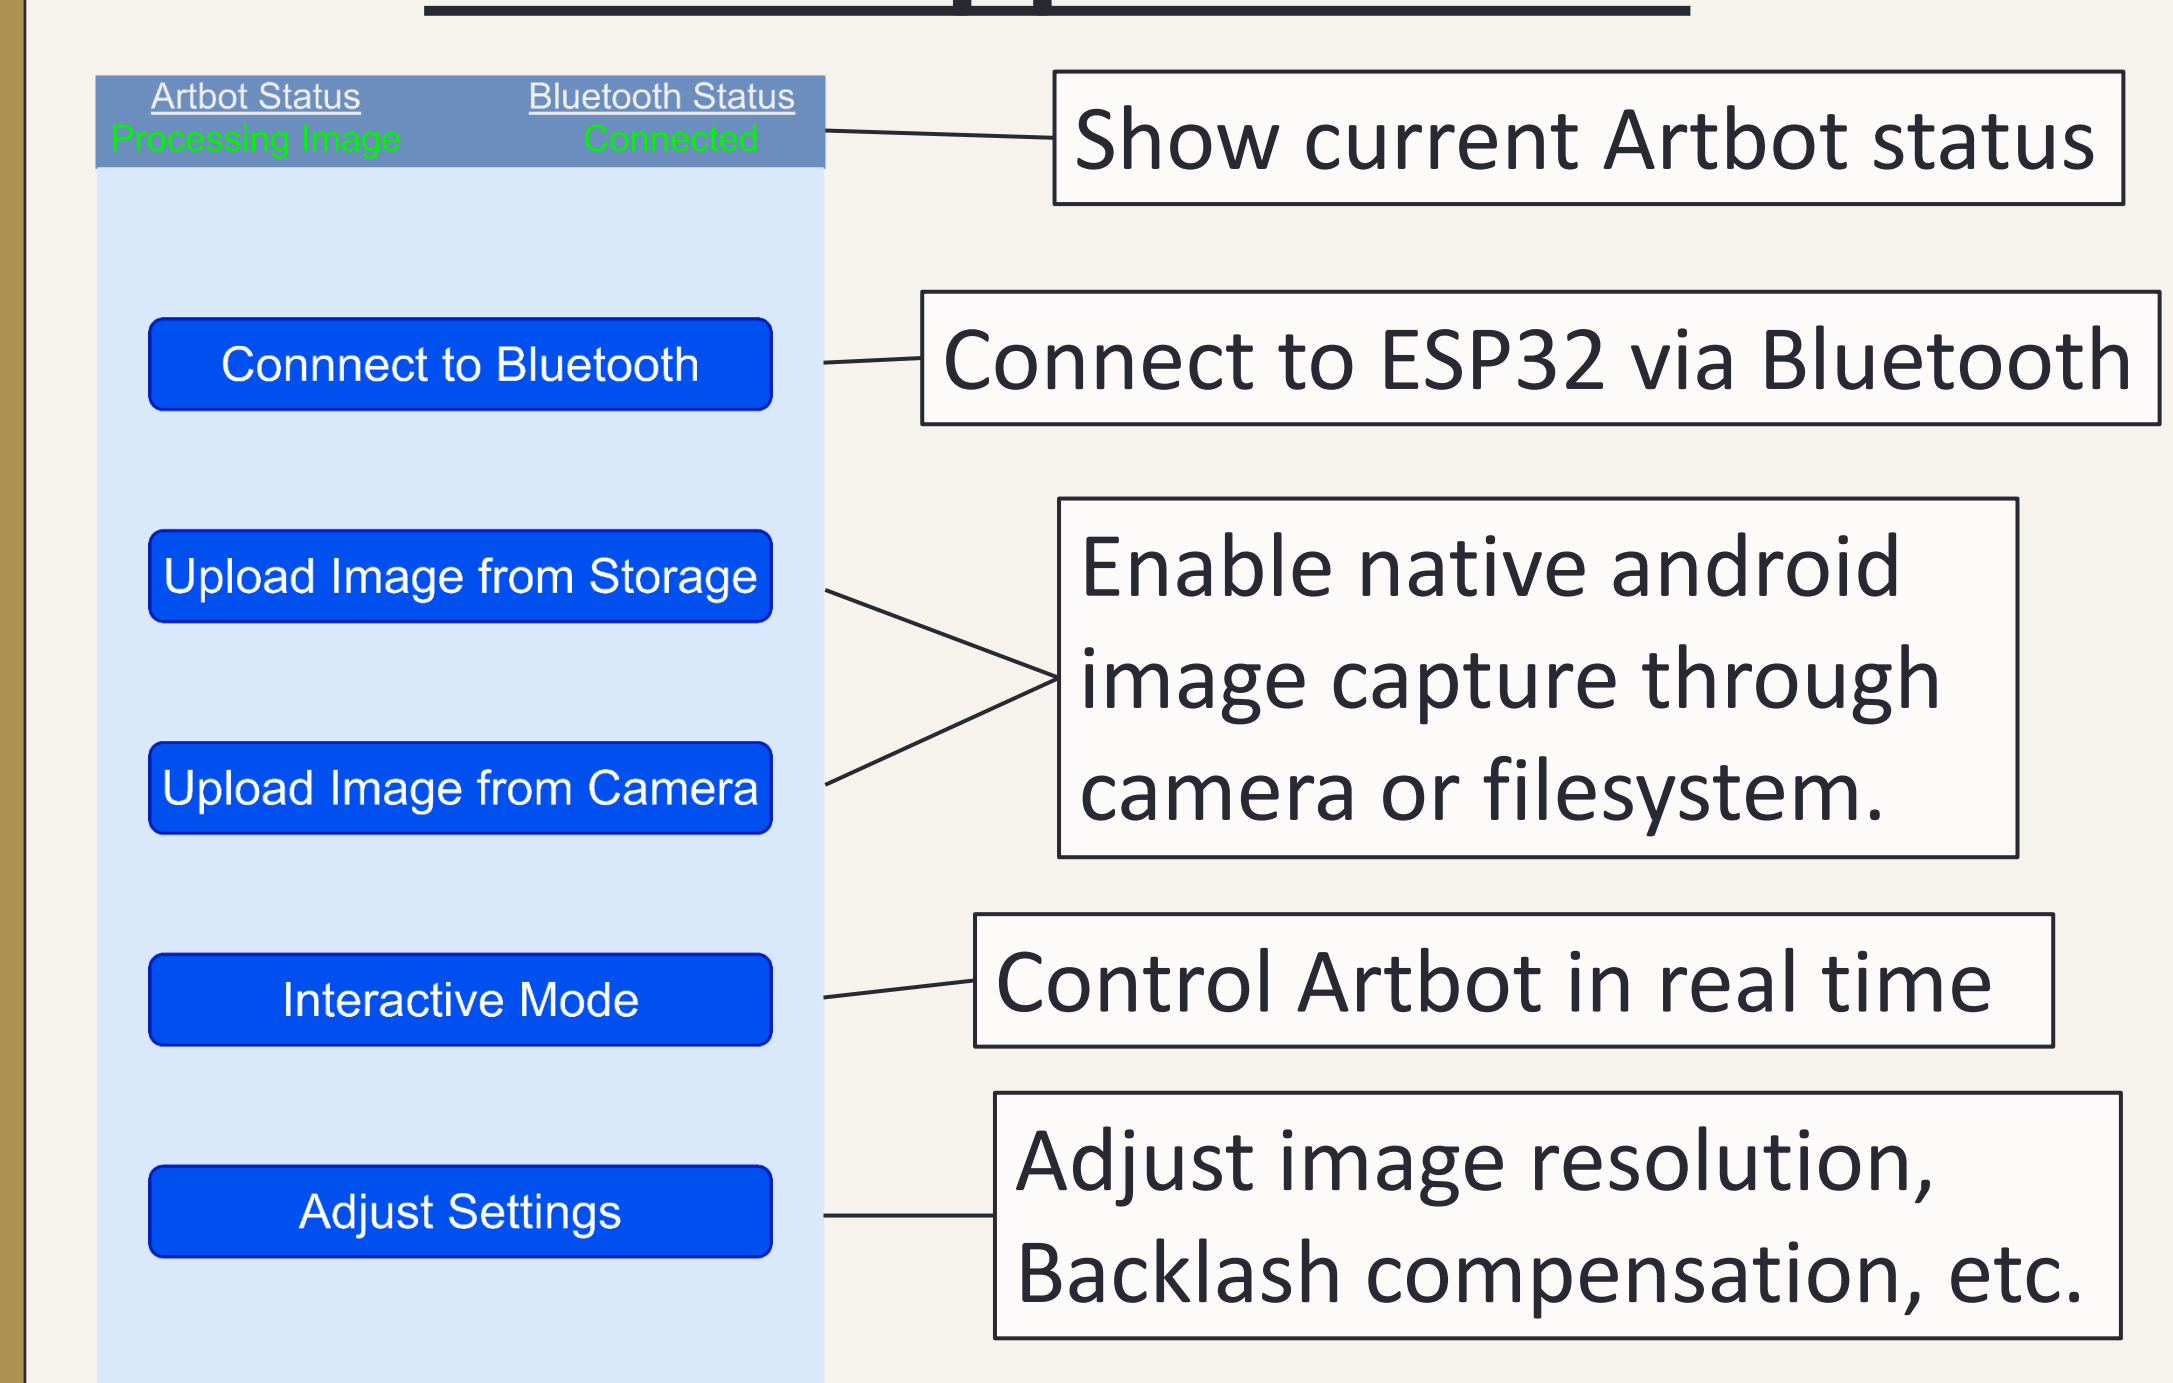 Artbot Status
Bluetooth Status
Processing Image
Connected
Show current Artbot status
Connnect to Bluetooth
Connect to ESP32 via Bluetooth
Upload Image from Storage
Upload Image from Camera
Enable native android
image capture through
camera or filesystem.
Interactive Mode
Control Artbot in real time
Adjust Settings
Adjust image resolution,
Backlash compensation, etc.